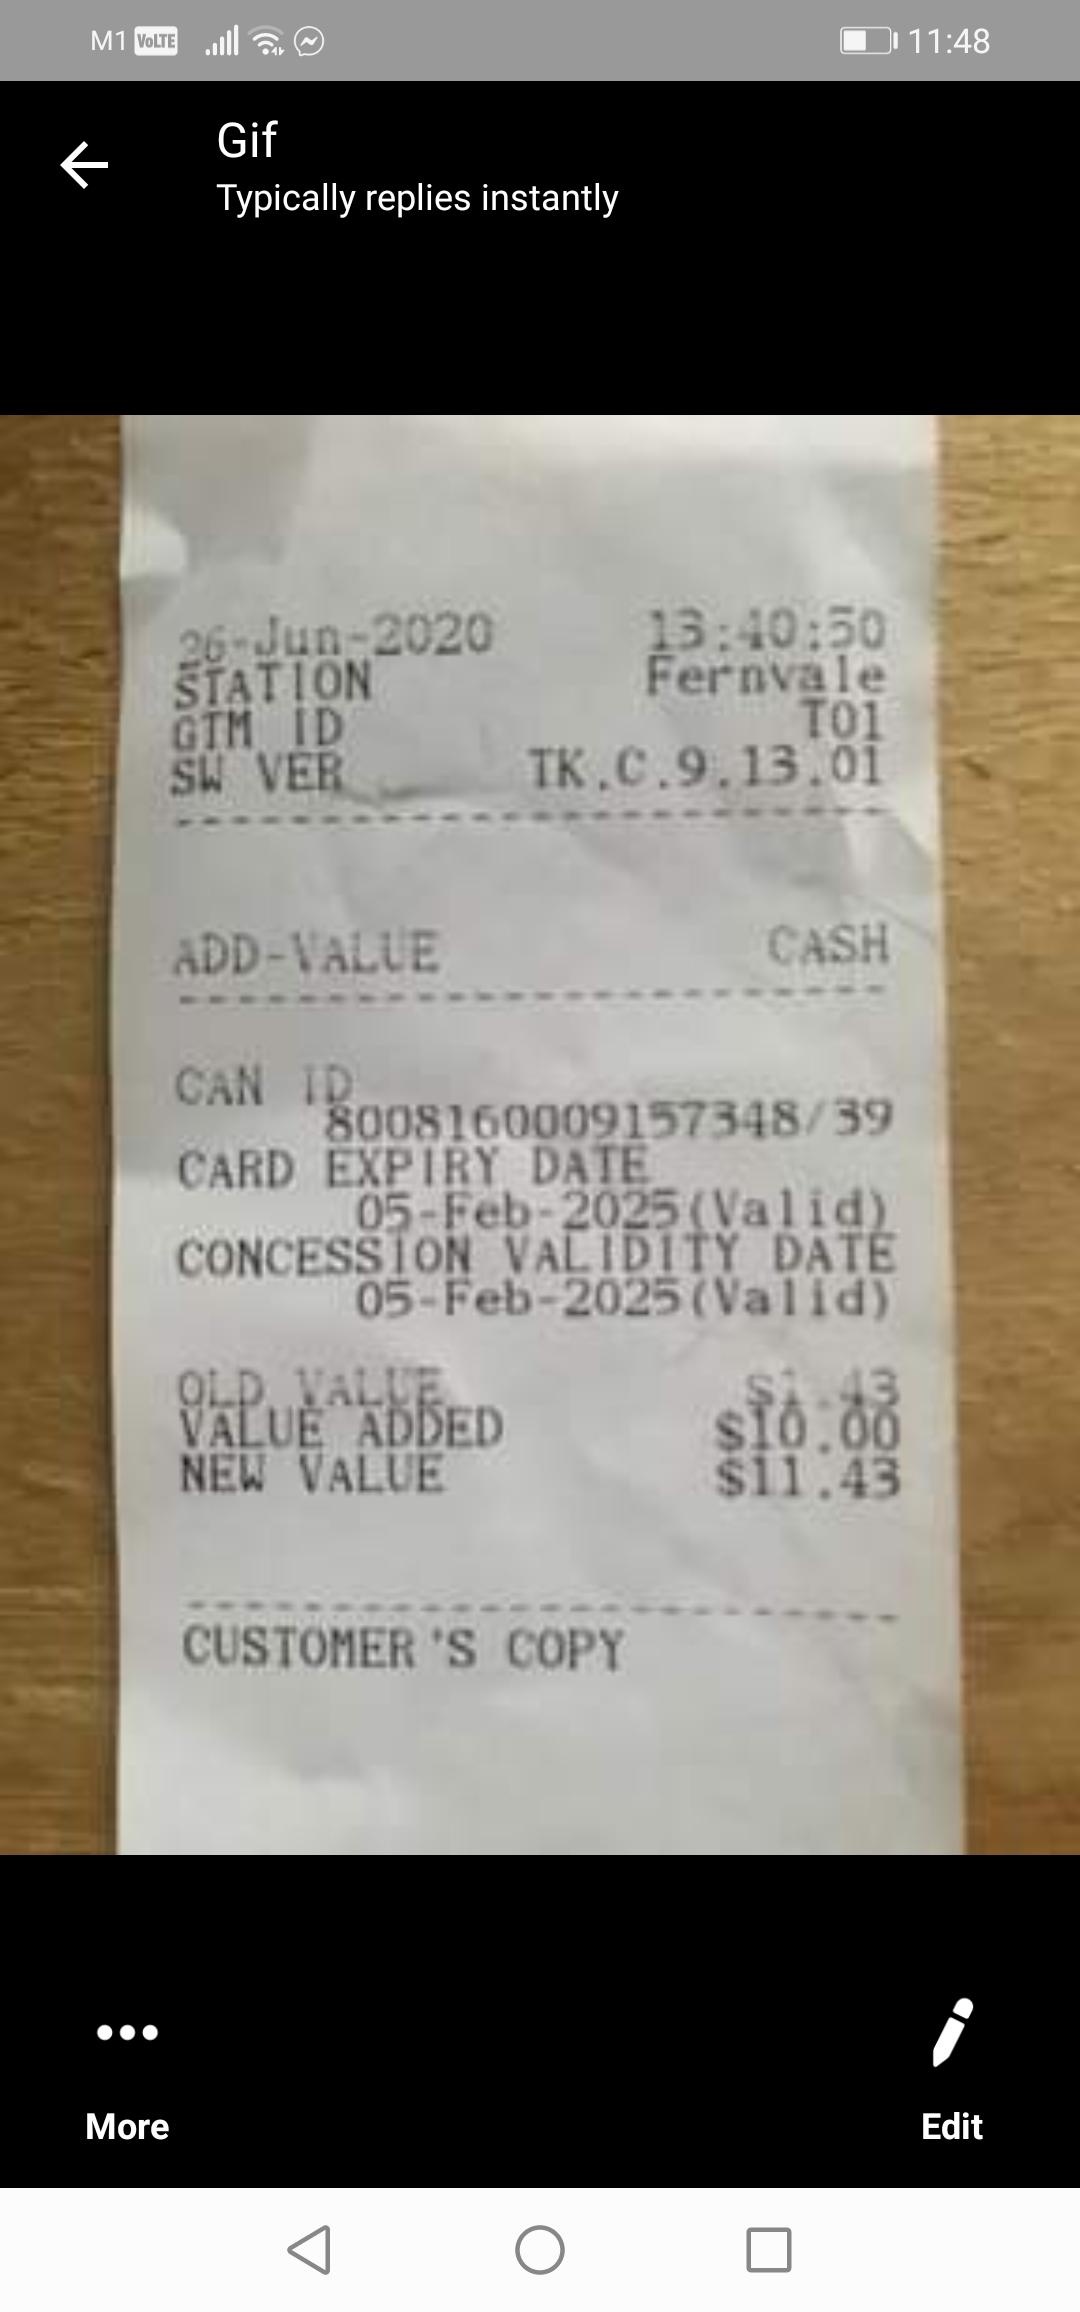 M1 VoLTE 11:48
Gif
Typically replies instantly
26-Jun-2020 13:40:50
STATION Fernvale
GTM ID T01
SW VER TK.C.9.13.01
ADD-VALUE CASH
CAN ID
8008160009157348/39
CARD EXPIRY DATE
05-Feb-2025(Valid)
CONCESSION VALIDITY DATE
05-Feb-2025(Valid)
OLD VALUE $1.43
VALUE ADDED $10.00
NEW VALUE $11.43
CUSTOMER'S COPY
More Edit